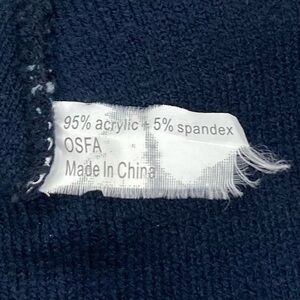 95% acrylic + 5% spandex
OSFA
Made In China